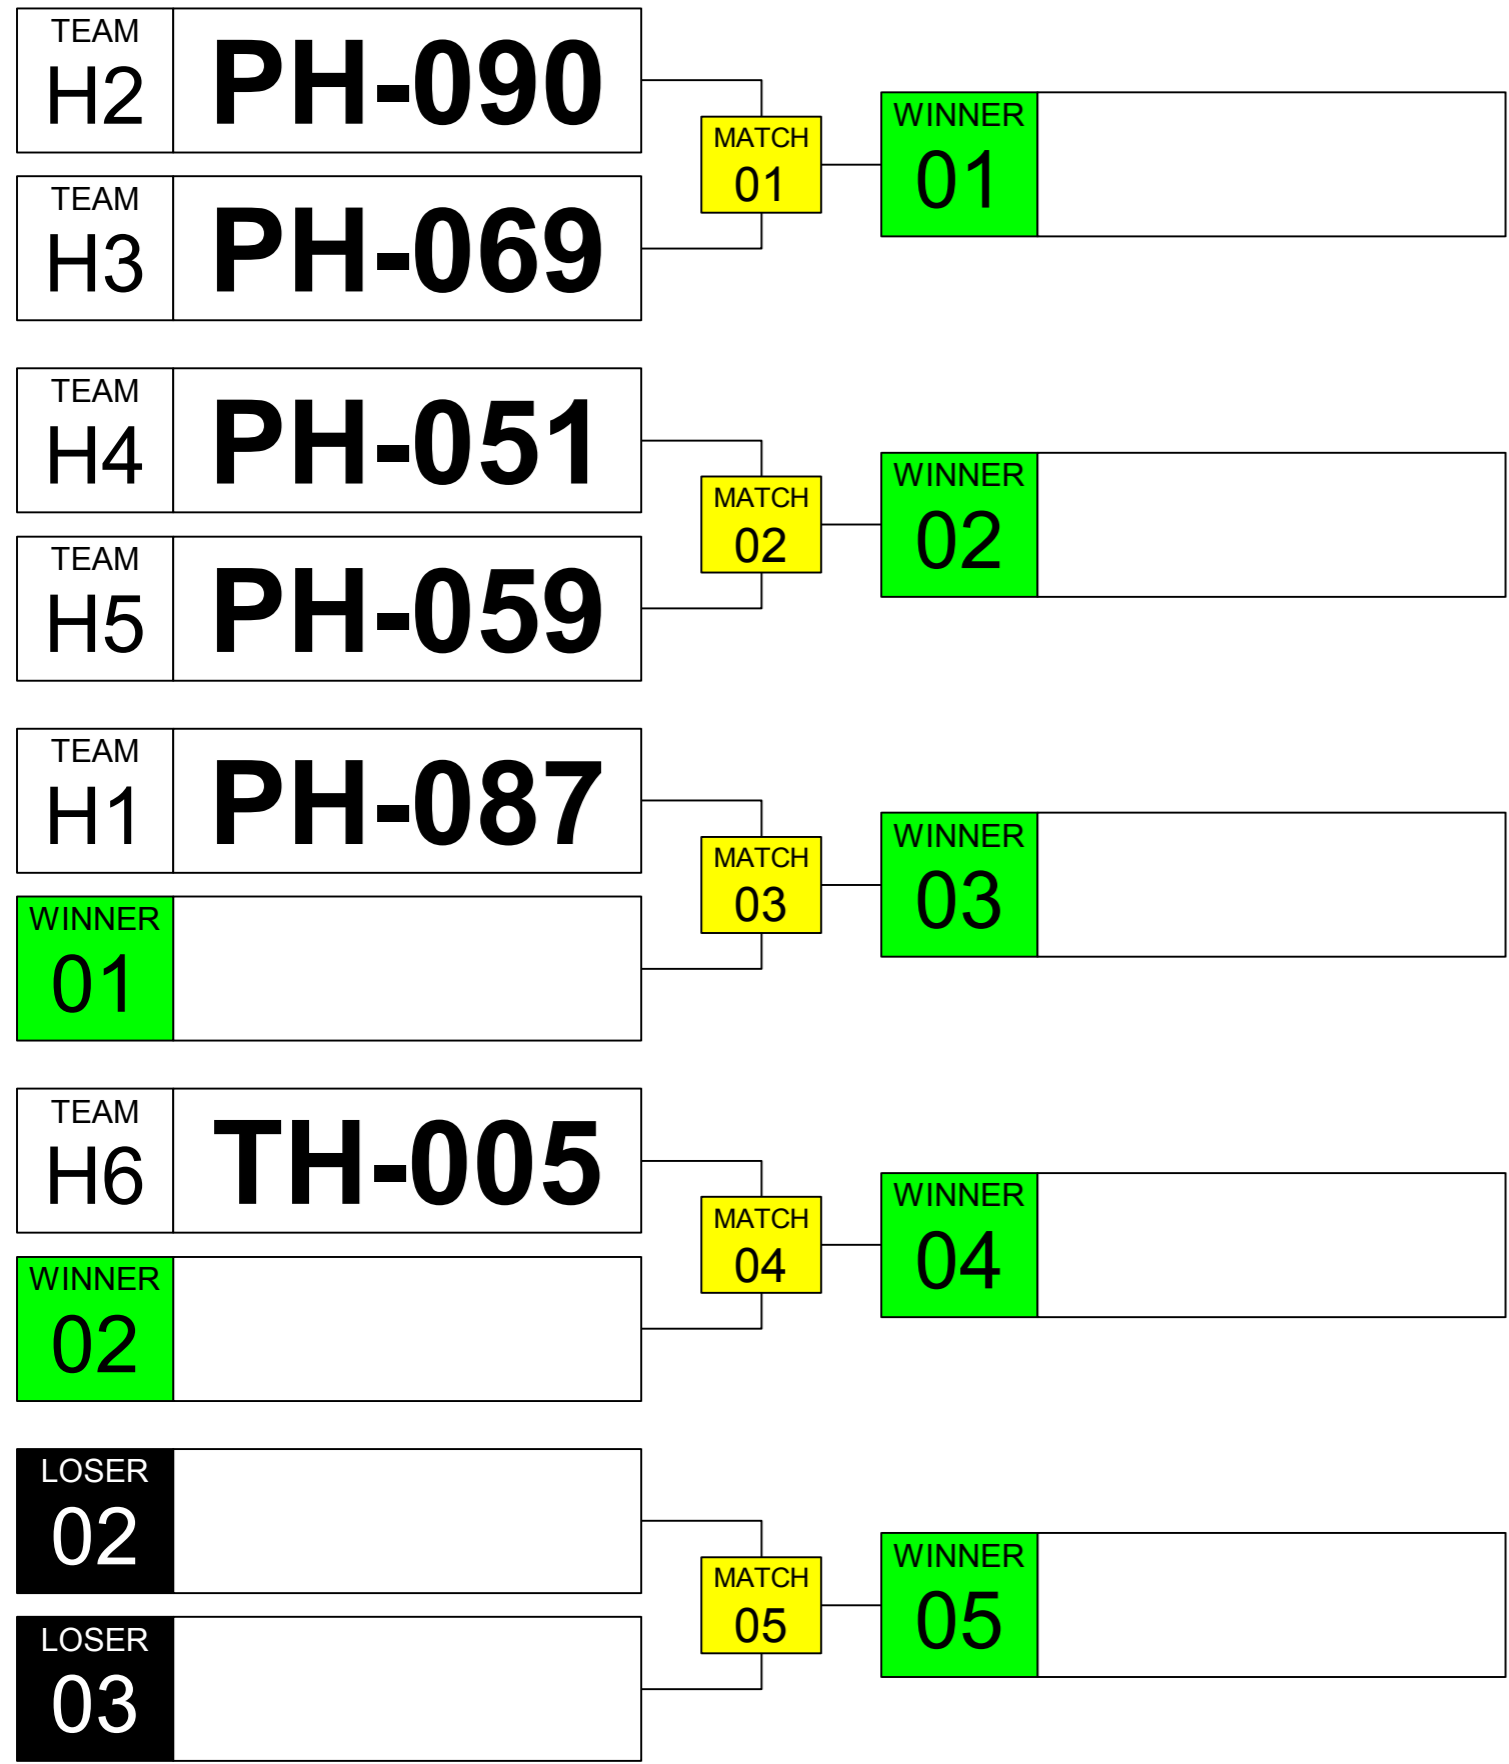 TEAM
H2
PH-090
TEAM
H3
PH-069
MATCH
01
WINNER
01
TEAM
H4
PH-051
TEAM
H5
PH-059
MATCH
02
WINNER
02
TEAM
H1
PH-087
WINNER
01
MATCH
03
WINNER
03
TEAM
H6
TH-005
WINNER
02
MATCH
04
WINNER
04
LOSER
02
LOSER
03
MATCH
05
WINNER
05